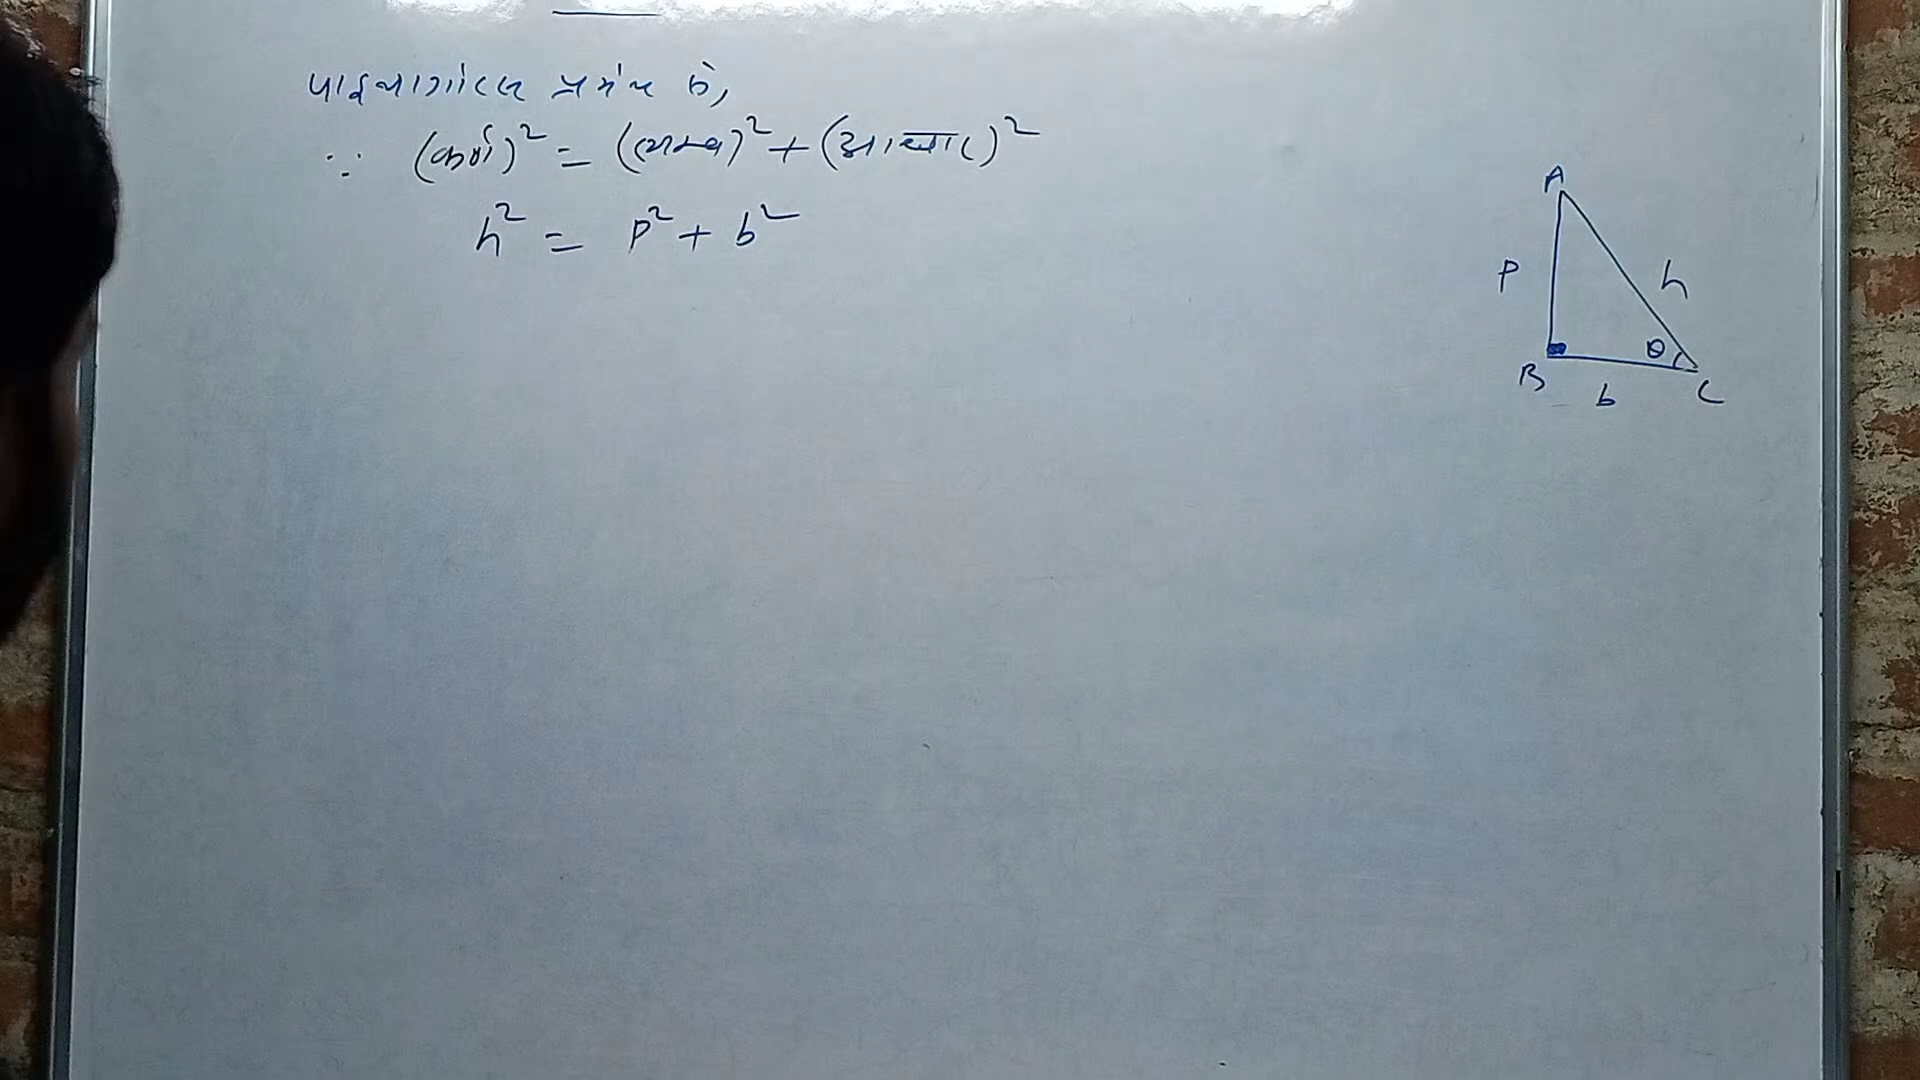 पाइथागोरस प्रमेय से,
∵ (कर्ण)² = (लम्ब)² + (आधार)²
h² = p² + b²
A
P h
θ
B b C